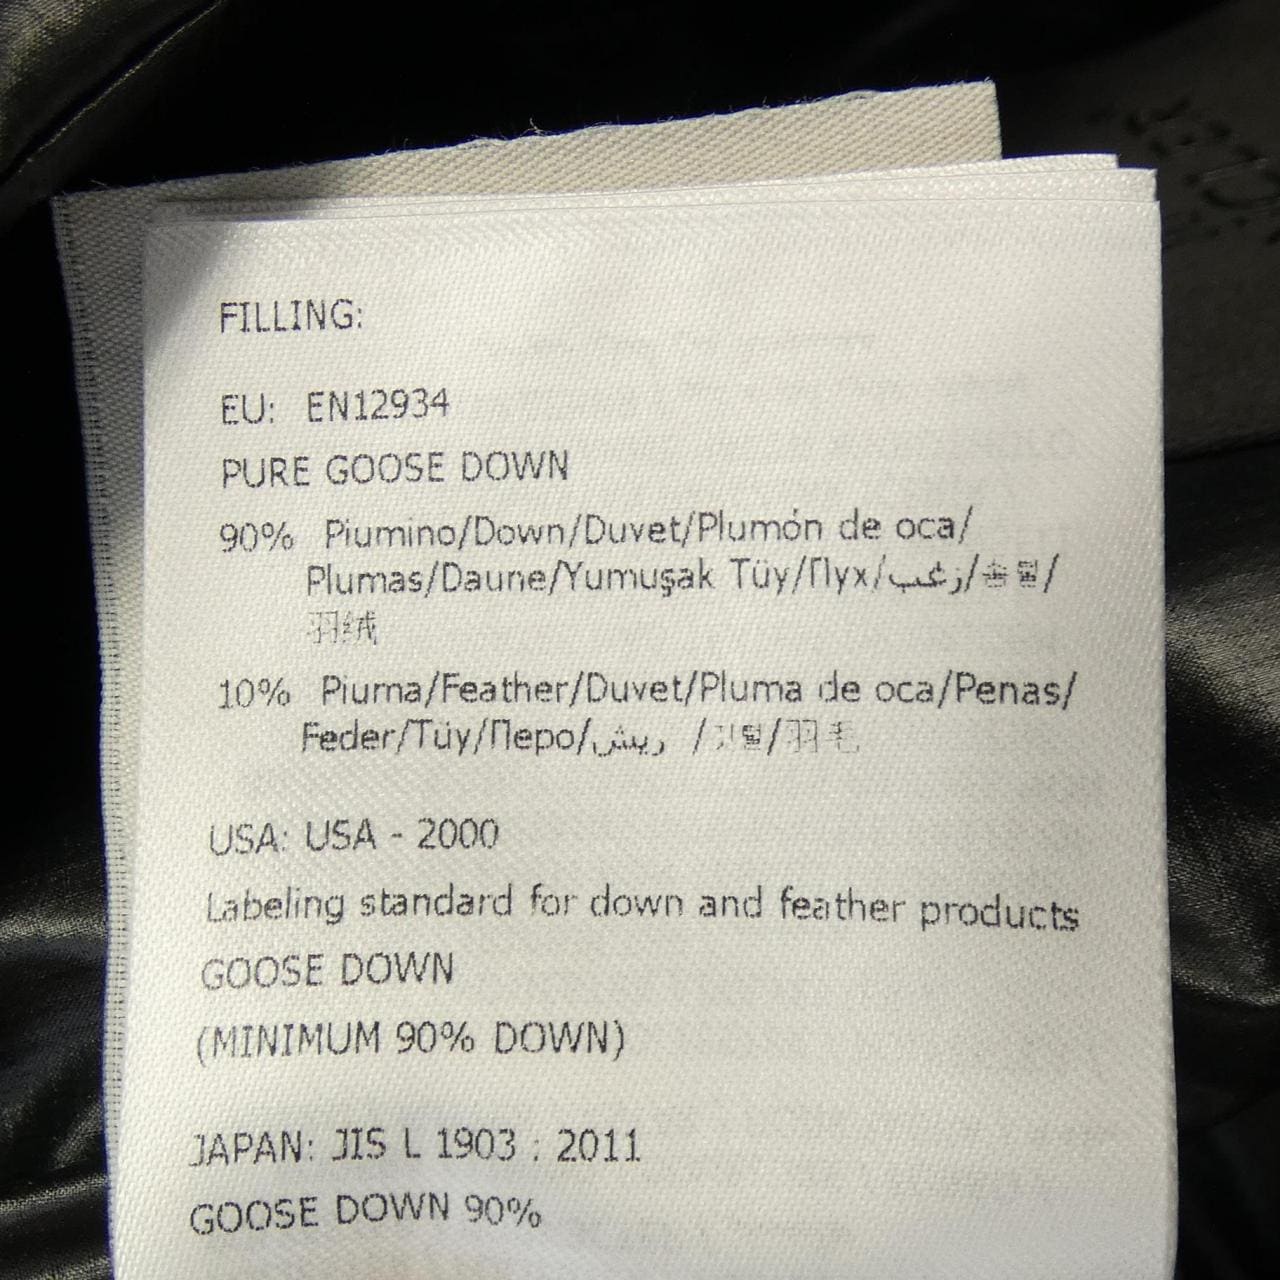 FILLING:
EU: EN12934
PURE GOOSE DOWN
90% Piumino/Down/Duvet/Plumón de oca/
Plumas/Daune/Yumuşak Tüy/Пух/زغب/솜털/
羽绒
10% Piuma/Feather/Duvet/Pluma de oca/Penas/
Feder/Tüy/Перо/ريش /깃털/羽毛
USA: USA - 2000
Labeling standard for down and feather products
GOOSE DOWN
(MINIMUM 90% DOWN)
JAPAN: JIS L 1903 : 2011
GOOSE DOWN 90%